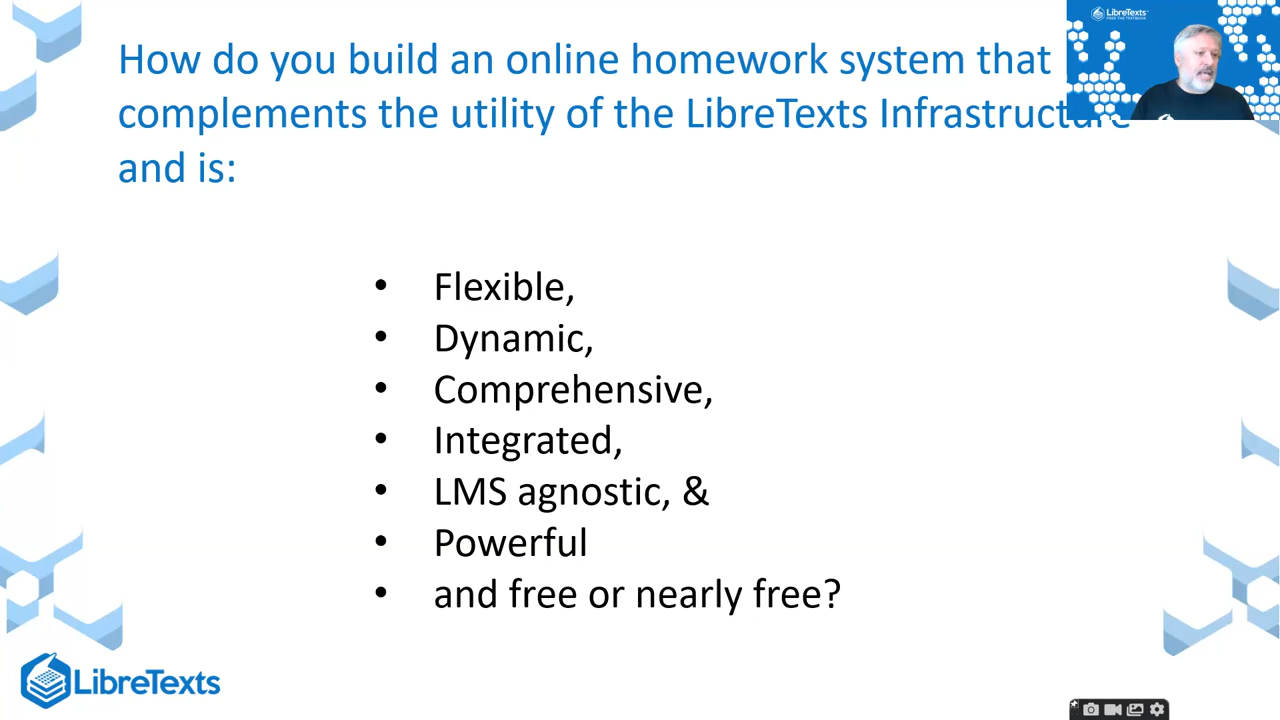 How do you build an online homework system that
complements the utility of the LibreTexts Infrastructure
and is:
• Flexible,
• Dynamic,
• Comprehensive,
• Integrated,
• LMS agnostic, &
• Powerful
• and free or nearly free?
LibreTexts
LibreTexts